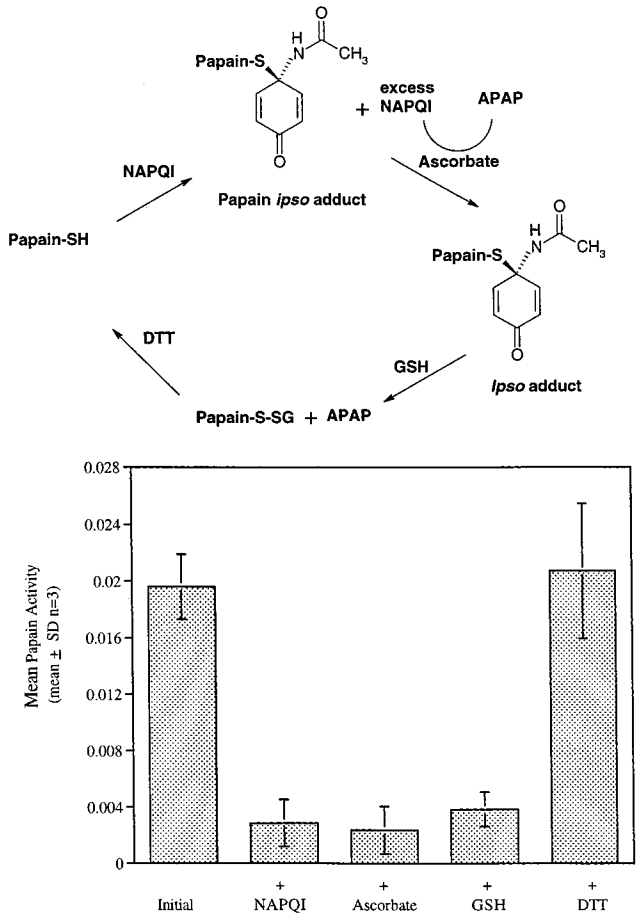 O
H
N
Papain-S
CH3
O
+
excess
NAPQI
APAP
Ascorbate
NAPQI
Papain ipso adduct
Papain-SH
O
H
N
Papain-S
CH3
O
Ipso adduct
DTT
GSH
Papain-S-SG + APAP
0.028
0.024
0.02
0.016
0.012
0.008
0.004
0
Mean Papain Activity
(mean ± SD n=3)
+ + + +
Initial NAPQI Ascorbate GSH DTT